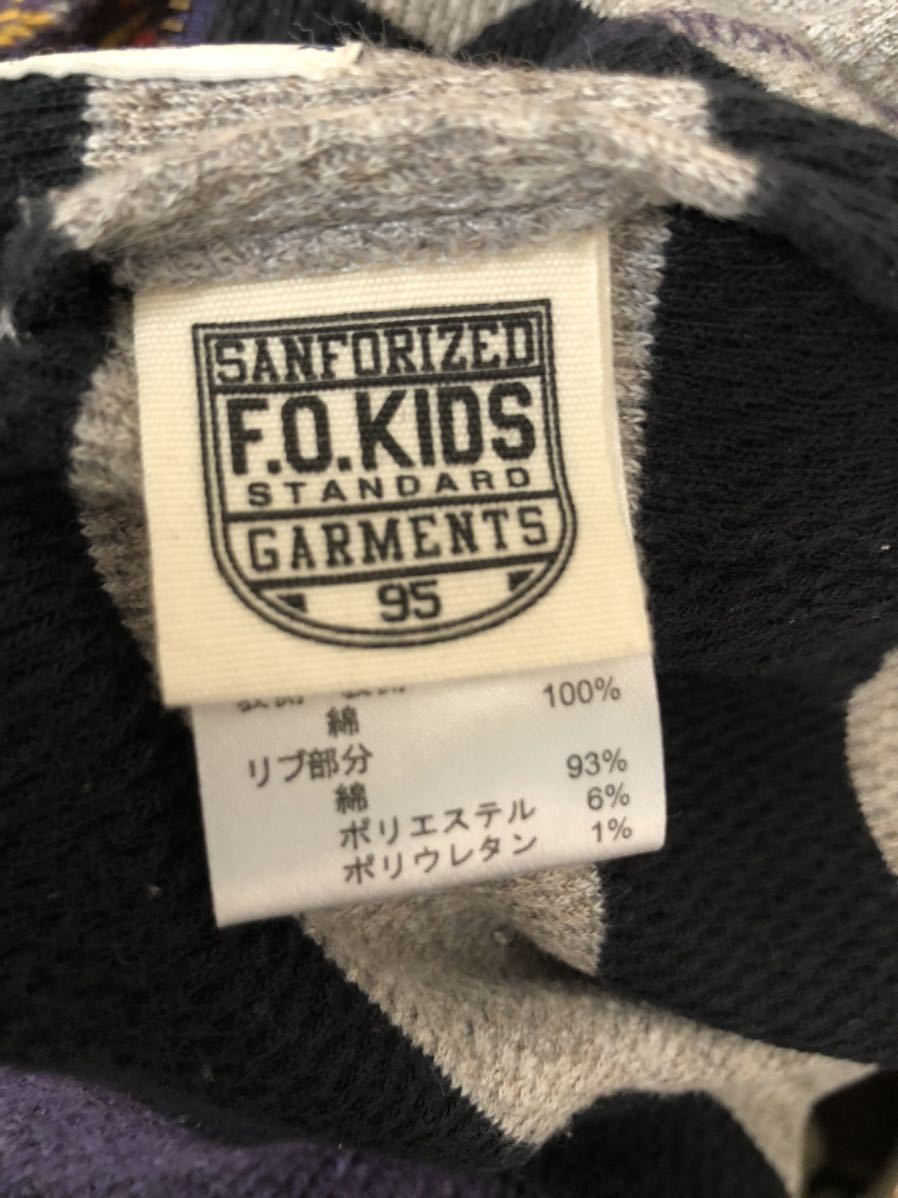 SANFORIZED
F.O.KIDS
STANDARD
GARMENTS
95
100%
綿
リブ部分
綿 93%
ポリエステル 6%
ポリウレタン 1%